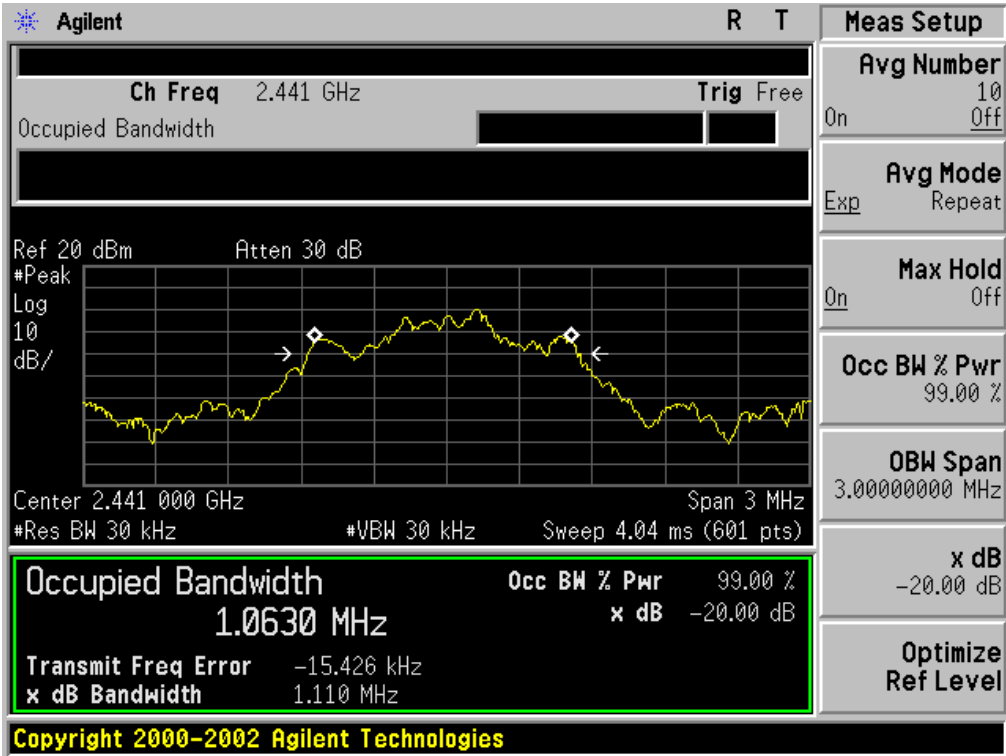 Agilent R T
Ch Freq 2.441 GHz Trig Free
Occupied Bandwidth
Ref 20 dBm Atten 30 dB
#Peak
Log
10
dB/
Center 2.441 000 GHz Span 3 MHz
#Res BW 30 kHz #VBW 30 kHz Sweep 4.04 ms (601 pts)
Occupied Bandwidth
1.0630 MHz
Occ BW % Pwr 99.00 %
x dB -20.00 dB
Transmit Freq Error -15.426 kHz
x dB Bandwidth 1.110 MHz
Copyright 2000-2002 Agilent Technologies
Meas Setup
Avg Number
10
On Off
Avg Mode
Exp Repeat
Max Hold
On Off
Occ BW % Pwr
99.00 %
OBW Span
3.00000000 MHz
x dB
-20.00 dB
Optimize
Ref Level